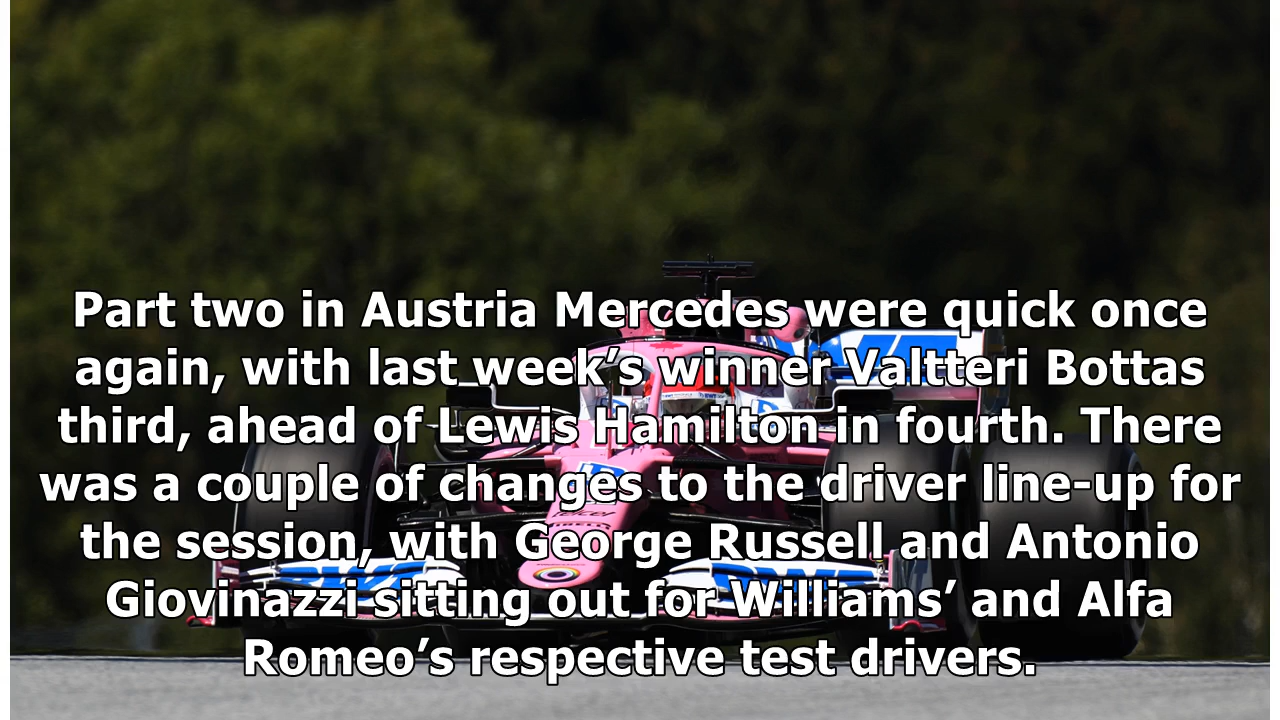 Part two in Austria Mercedes were quick once
again, with last week’s winner Valtteri Bottas
third, ahead of Lewis Hamilton in fourth. There
was a couple of changes to the driver line-up for
the session, with George Russell and Antonio
Giovinazzi sitting out for Williams’ and Alfa
Romeo’s respective test drivers.